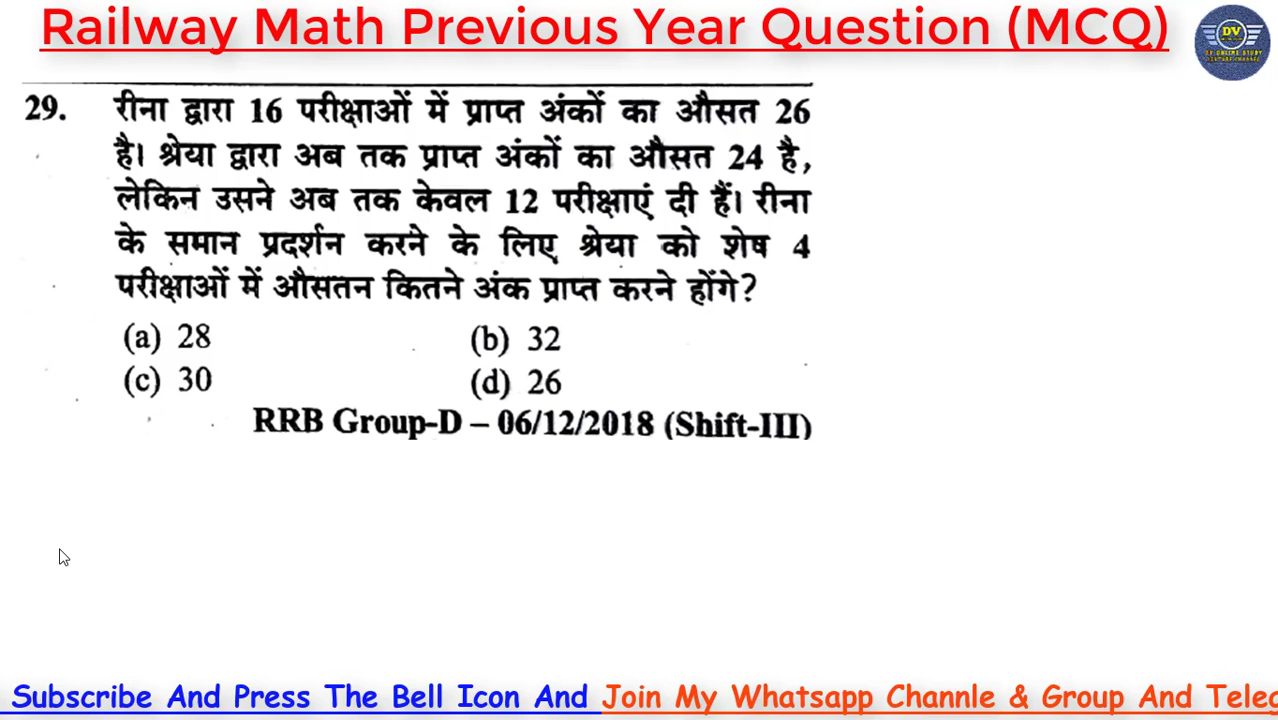 Railway Math Previous Year Question (MCQ)
DV
29. रीना द्वारा 16 परीक्षाओं में प्राप्त अंकों का औसत 26
है। श्रेया द्वारा अब तक प्राप्त अंकों का औसत 24 है,
लेकिन उसने अब तक केवल 12 परीक्षाएं दी हैं। रीना
के समान प्रदर्शन करने के लिए श्रेया को शेष 4
परीक्षाओं में औसतन कितने अंक प्राप्त करने होंगे?
(a) 28 (b) 32
(c) 30 (d) 26
RRB Group-D – 06/12/2018 (Shift-III)
Subscribe And Press The Bell Icon And Join My Whatsapp Channle & Group And Teleg